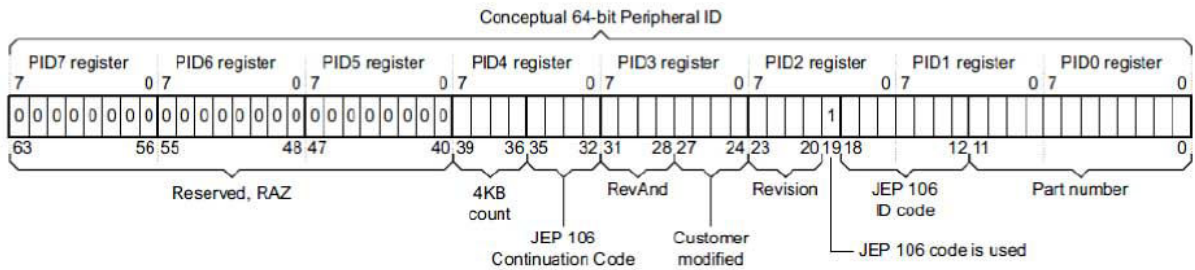 Conceptual 64-bit Peripheral ID
PID7 register PID6 register PID5 register PID4 register PID3 register PID2 register PID1 register PID0 register
7 0 7 0 7 0 7 0 7 0 7 0 7 0 7 0
0 0 0 0 0 0 0 0 0 0 0 0 0 0 0 0 0 0 0 0 0 0 0 0 1
63 56 55 48 47 40 39 36 35 32 31 28 27 24 23 20 19 18 12 11 0
Reserved, RAZ 4KB RevAnd Revision JEP 106 Part number
count ID code
JEP 106 Customer JEP 106 code is used
Continuation Code modified